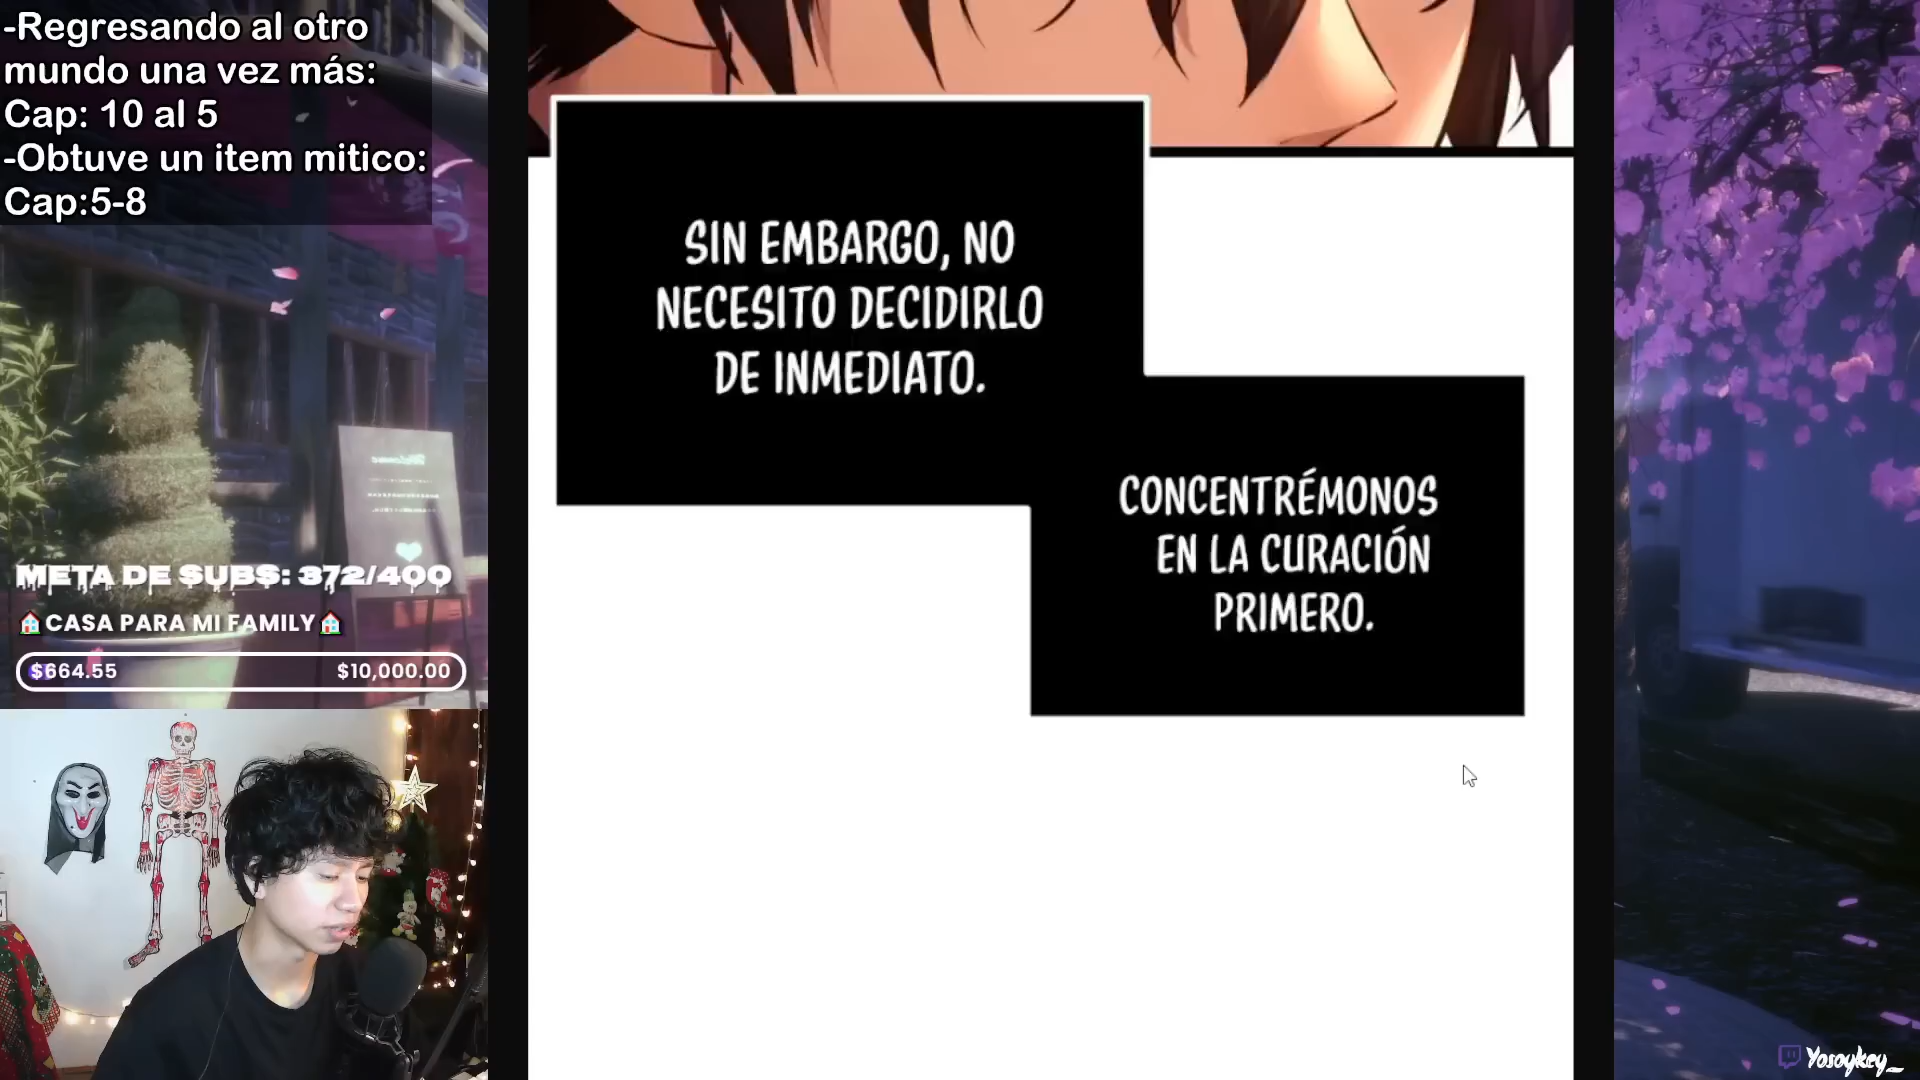 -Regresando al otro
mundo una vez más:
Cap: 10 al 5
-Obtuve un item mitico:
Cap:5-8
SIN EMBARGO, NO
NECESITO DECIDIRLO
DE INMEDIATO.
CONCENTRÉMONOS
EN LA CURACIÓN
PRIMERO.
META DE SUBS: 372/400
🏠CASA PARA MI FAMILY🏠
$664.55 $10,000.00
Yosoykey_